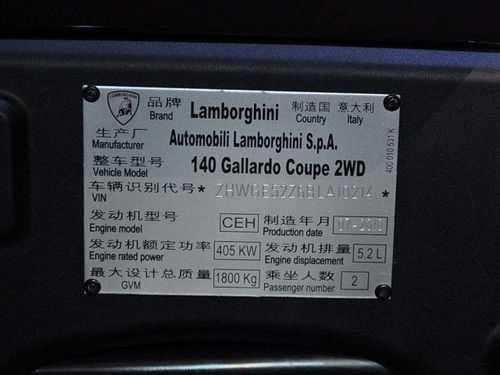 品牌 Lamborghini 制造国 意大利
Brand Country Italy
生产厂 Automobili Lamborghini S.p.A.
Manufacturer
整车型号 140 Gallardo Coupe 2WD
Vehicle Model
车辆识别代号
VIN
发动机型号 CEH 制造年月
Engine model Production date
发动机额定功率 405 KW 发动机排量 5.2 L
Engine rated power Engine displacement
最大设计总质量 1800 Kg 乘坐人数 2
GVM Passenger number
400 010 531 K